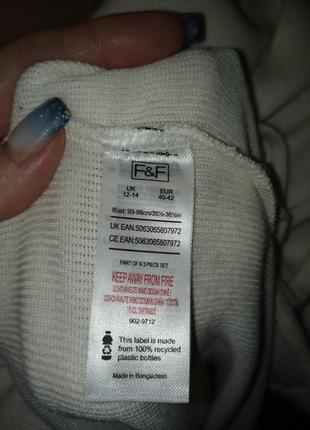 F&F
UK EUR
12-14 40-42
Bust: 93-98cm/36½-38½in
UK EAN:5063065807972
CE EAN:5063065807972
PART OF A 3 PIECE SET
KEEP AWAY FROM FIRE
902-9712
This label is made
from 100% recycled
plastic bottles
Made in Bangladesh